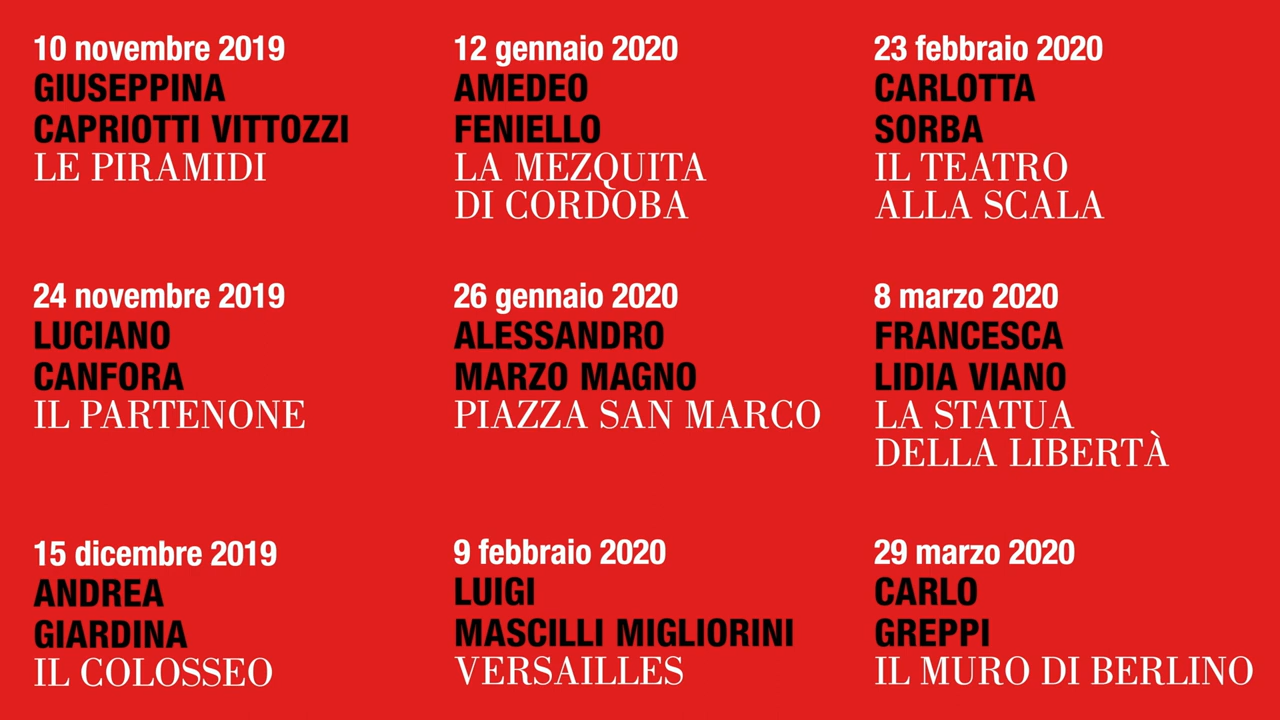 10 novembre 2019
GIUSEPPINA
CAPRIOTTI VITTOZZI
LE PIRAMIDI
24 novembre 2019
LUCIANO
CANFORA
IL PARTENONE
15 dicembre 2019
ANDREA
GIARDINA
IL COLOSSEO
12 gennaio 2020
AMEDEO
FENIELLO
LA MEZQUITA
DI CORDOBA
26 gennaio 2020
ALESSANDRO
MARZO MAGNO
PIAZZA SAN MARCO
9 febbraio 2020
LUIGI
MASCILLI MIGLIORINI
VERSAILLES
23 febbraio 2020
CARLOTTA
SORBA
IL TEATRO
ALLA SCALA
8 marzo 2020
FRANCESCA
LIDIA VIANO
LA STATUA
DELLA LIBERTÀ
29 marzo 2020
CARLO
GREPPI
IL MURO DI BERLINO